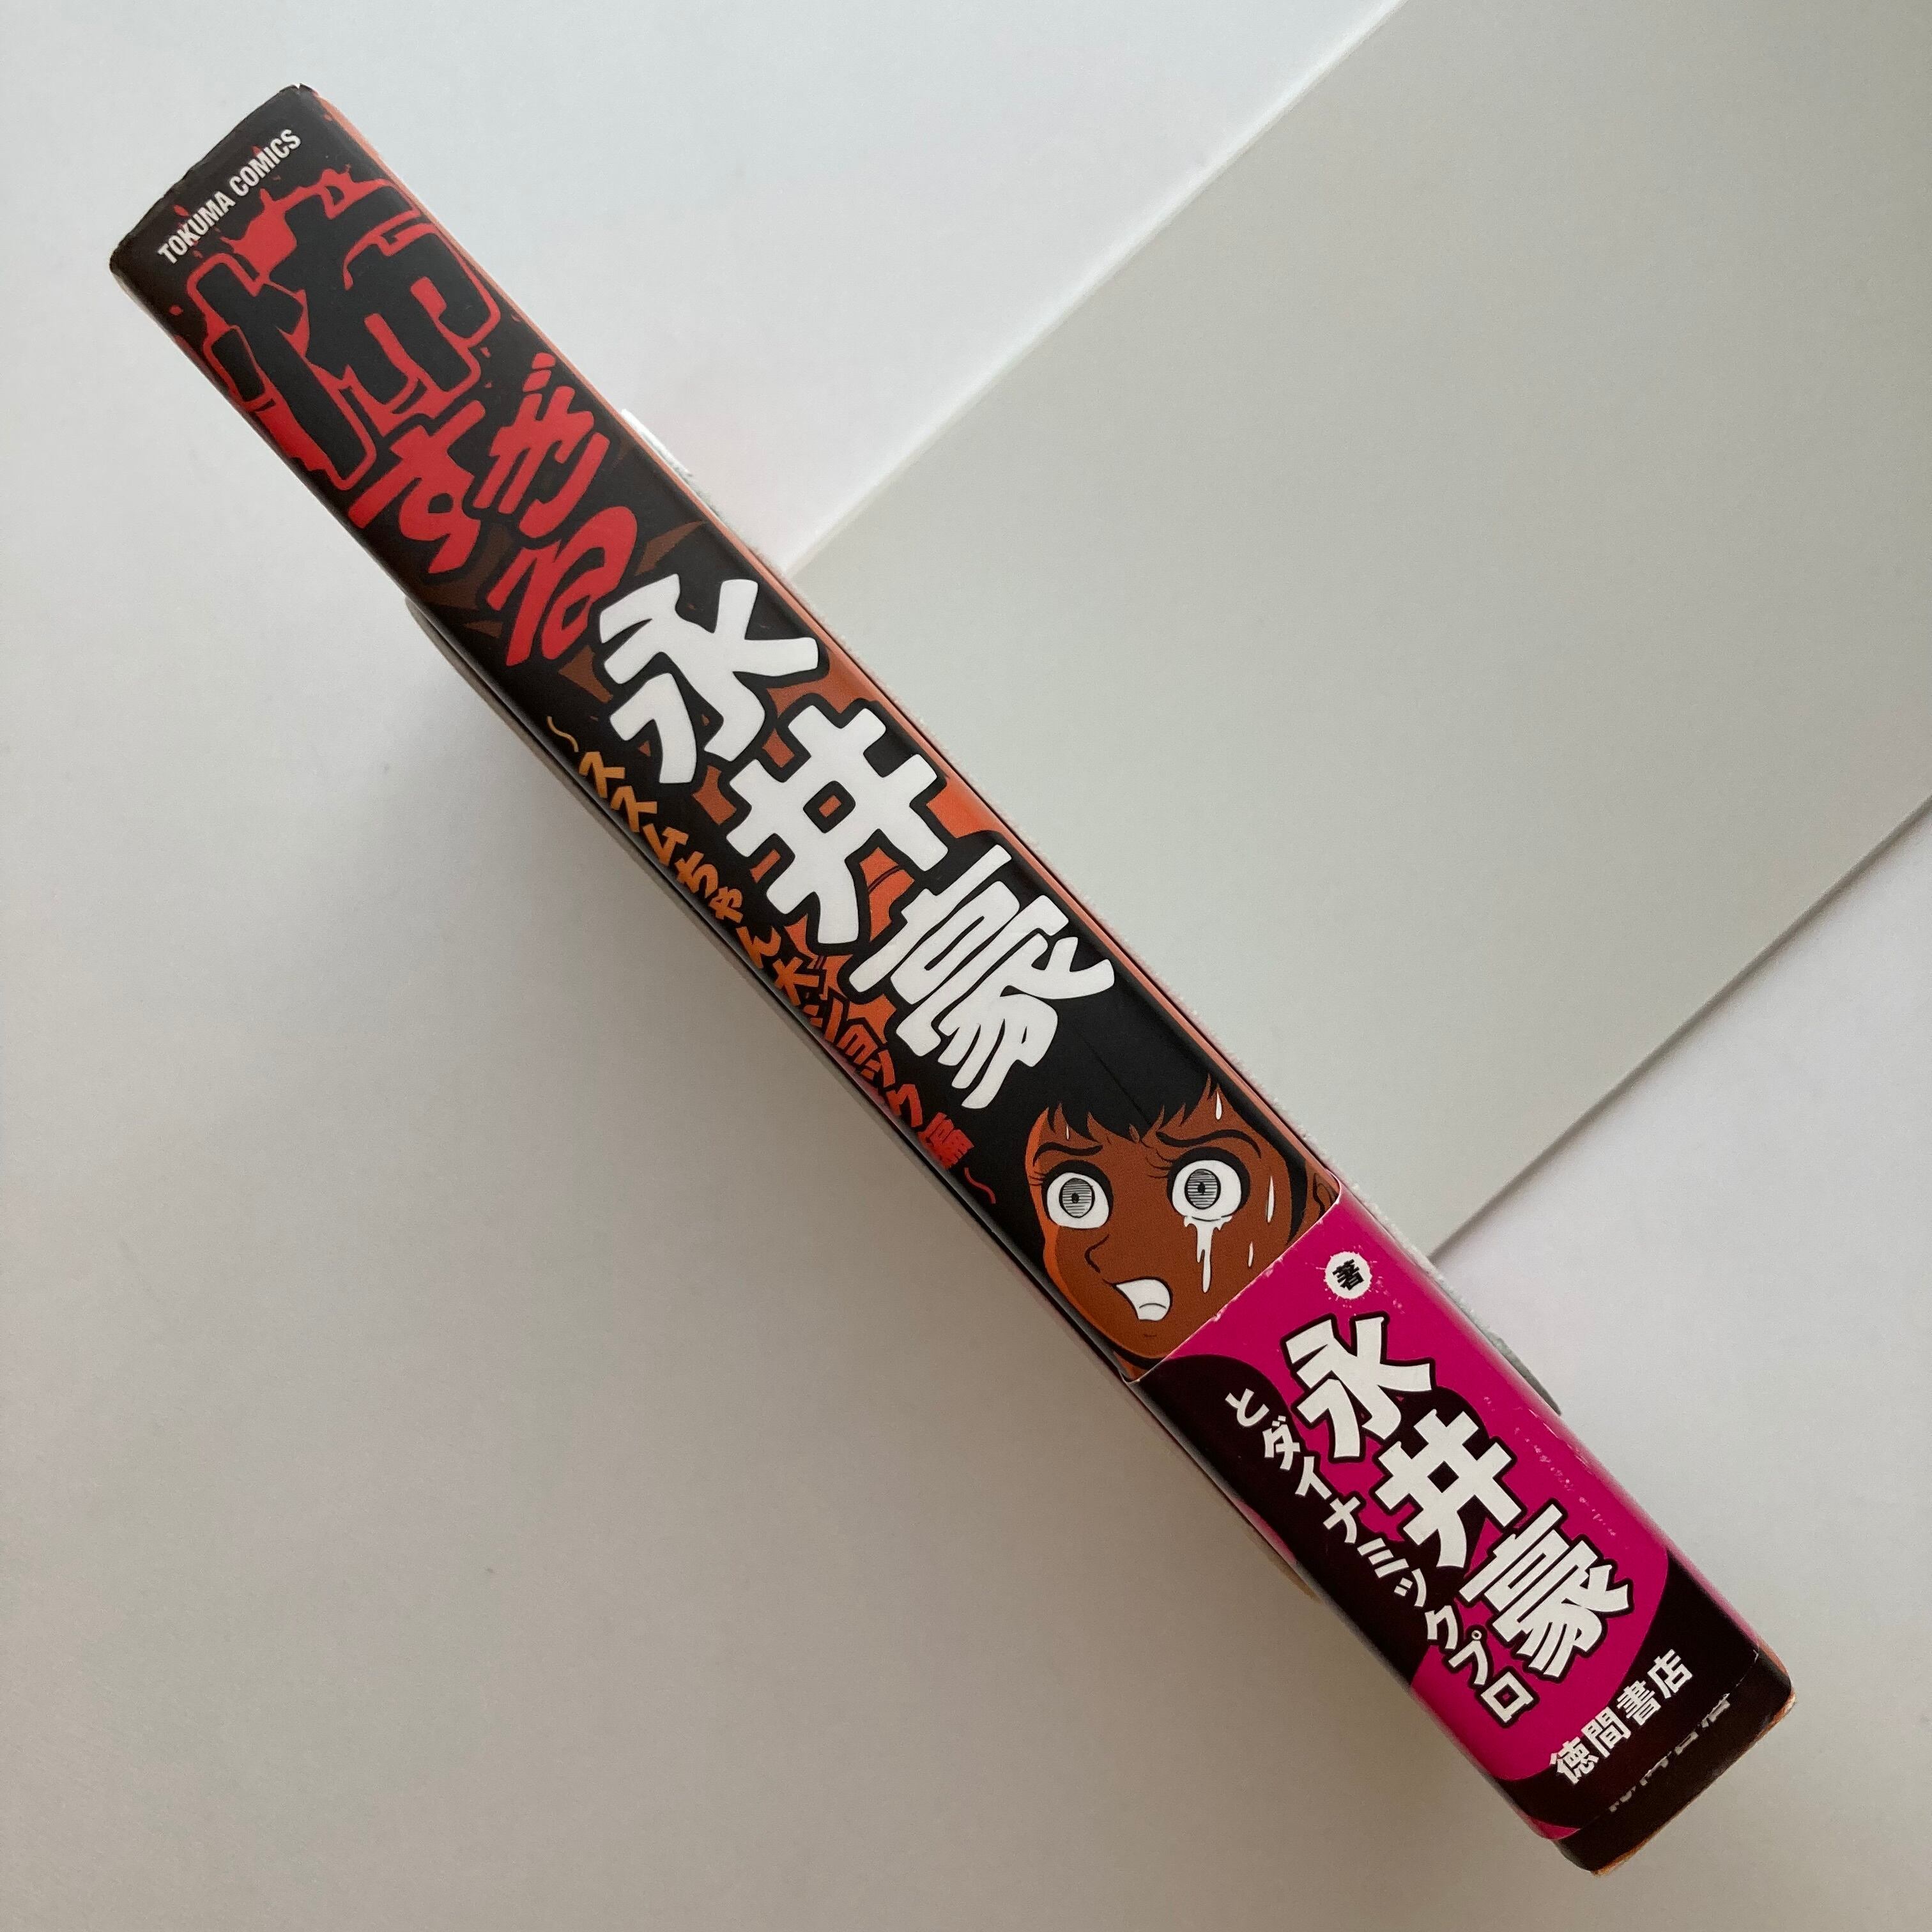 TOKUMA COMICS
怖すぎる
永井豪
〜ススムちゃん大ショック編〜
著
永井豪
とダイナミックプロ
徳間書店